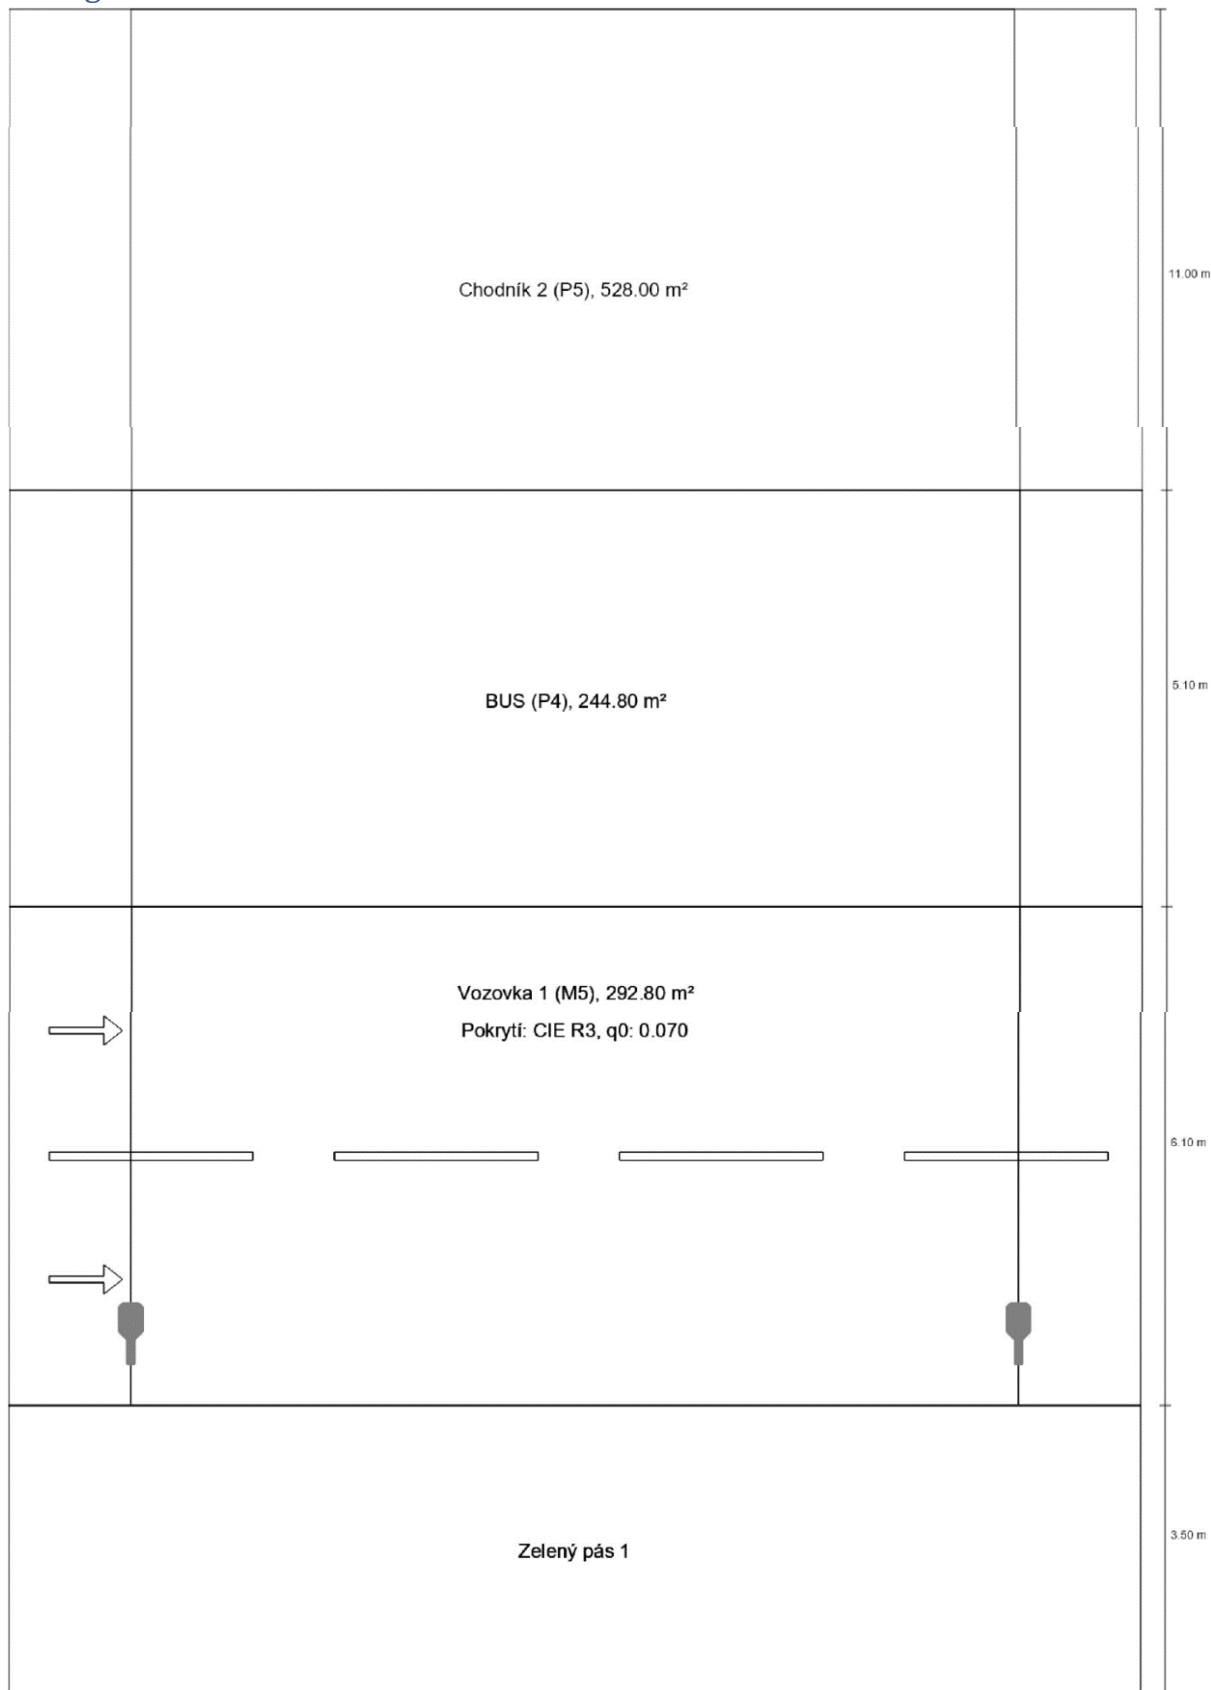 Chodník 2 (P5), 528.00 m²
11.00 m
BUS (P4), 244.80 m²
5.10 m
Vozovka 1 (M5), 292.80 m²
Pokrytí: CIE R3, q0: 0.070
6.10 m
3.50 m
Zelený pás 1